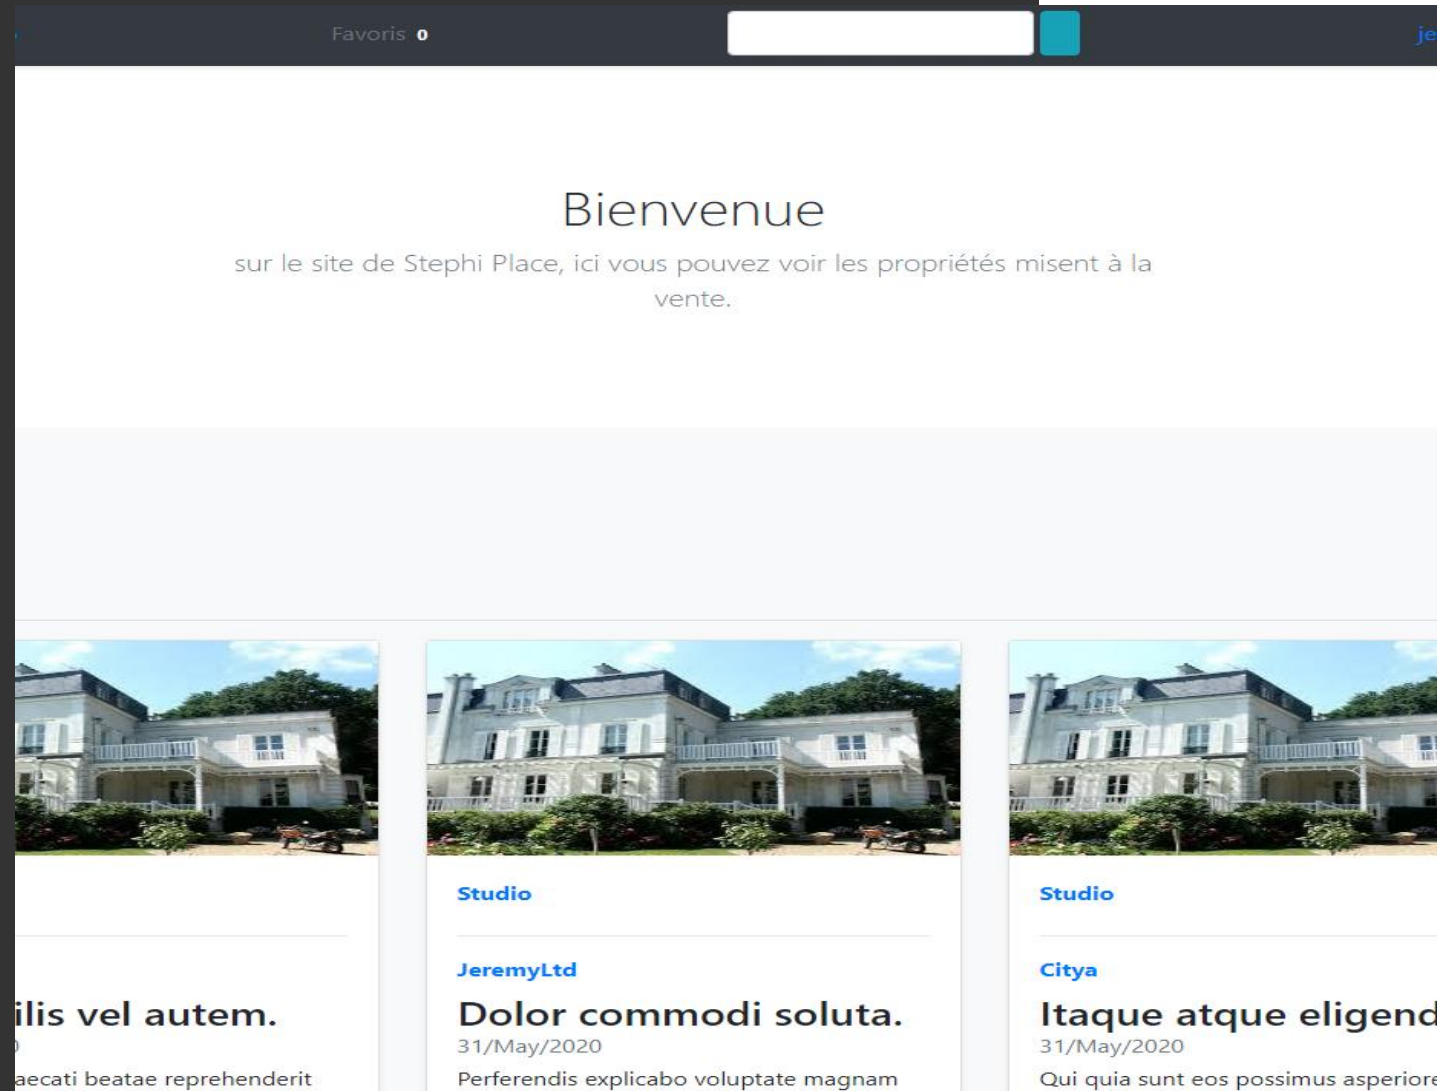 Favoris 0
je
Bienvenue
sur le site de Stephi Place, ici vous pouvez voir les propriétés misent à la
vente.
Studio
Studio
JeremyLtd
Citya
ilis vel autem.
Dolor commodi soluta.
Itaque atque eligend
31/May/2020
31/May/2020
aecati beatae reprehenderit
Perferendis explicabo voluptate magnam
Qui quia sunt eos possimus asperiore